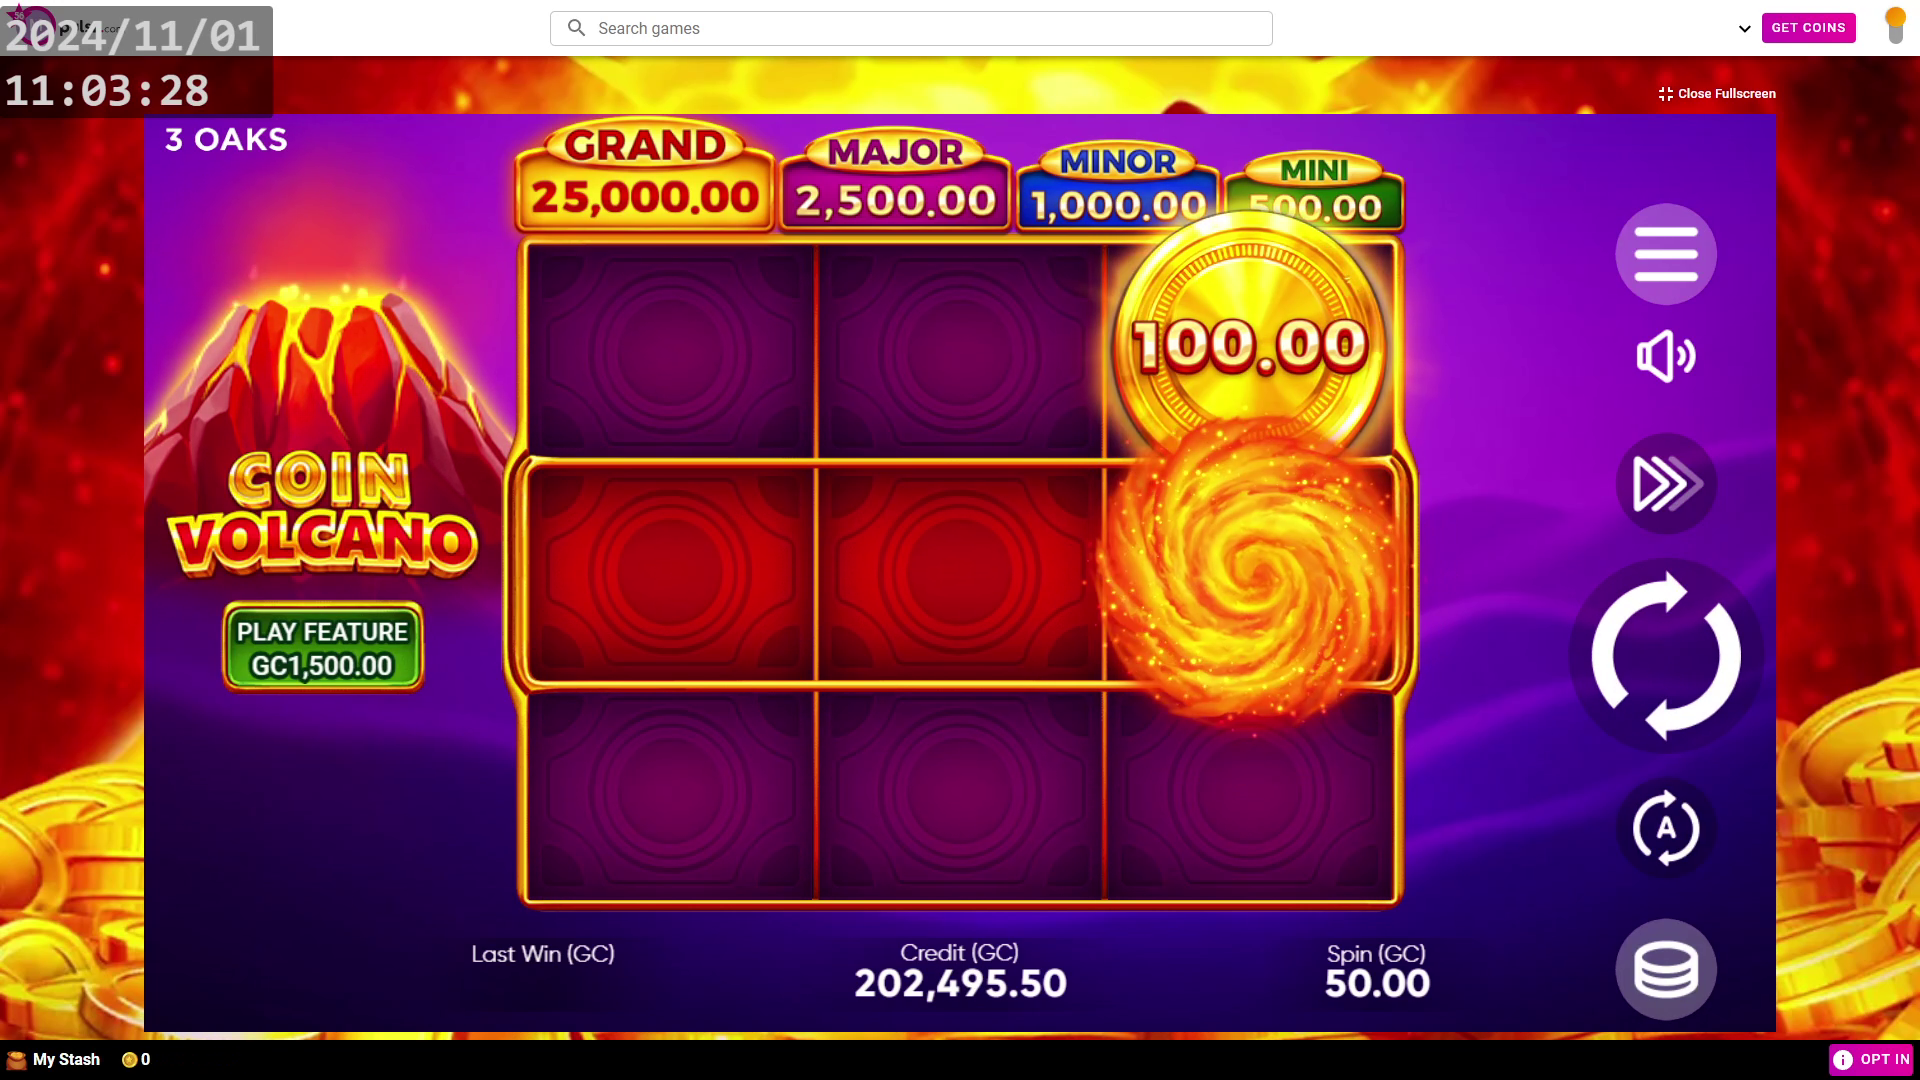 2024/11/01
11:03:28
Search games
GET COINS
Close Fullscreen
3 OAKS
GRAND
25,000.00
MAJOR
2,500.00
MINOR
1,000.00
MINI
500.00
100.00
COIN
VOLCANO
PLAY FEATURE
GC1,500.00
A
Last Win (GC)
Credit (GC)
202,495.50
Spin (GC)
50.00
My Stash
0
OPT IN